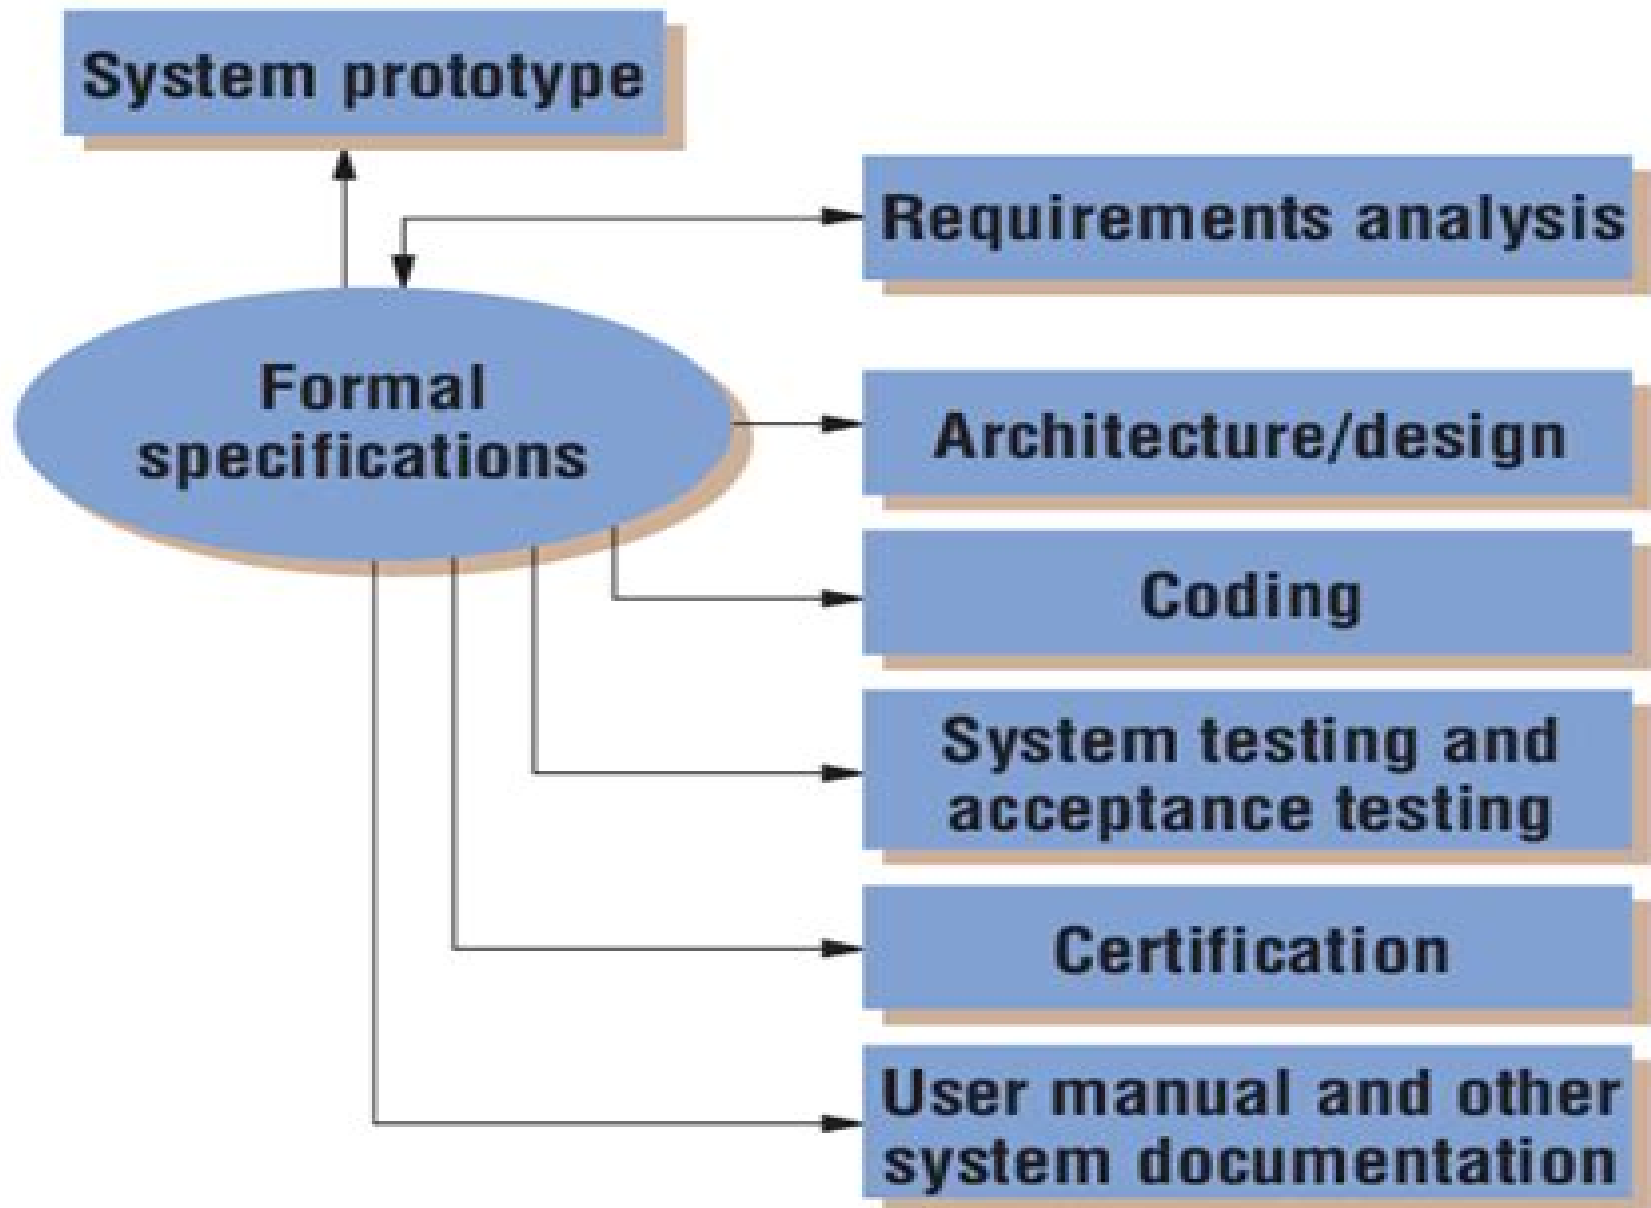 System prototype
Requirements analysis
Formal
specifications
Architecture/design
Coding
System testing and
acceptance testing
Certification
User manual and other
system documentation